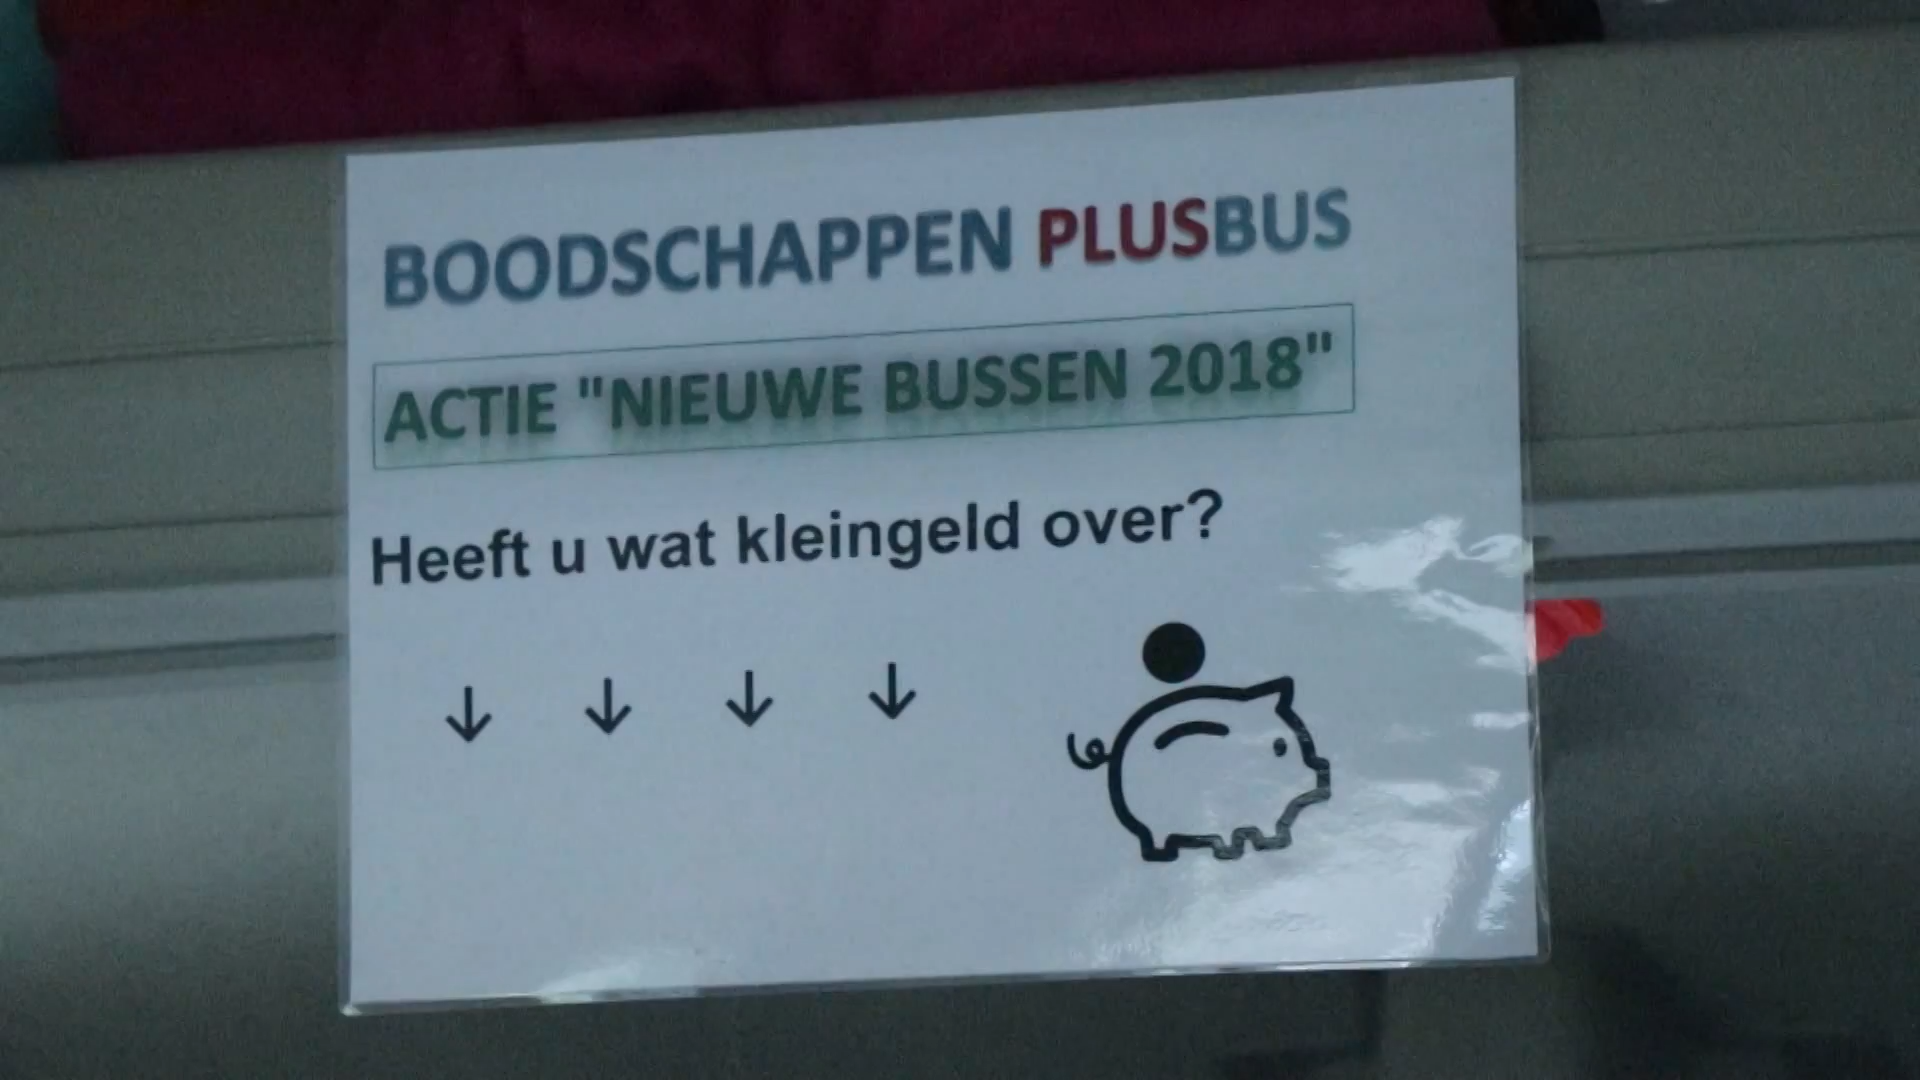 BOODSCHAPPEN PLUSBUS
ACTIE "NIEUWE BUSSEN 2018"
Heeft u wat kleingeld over?
↓ ↓ ↓ ↓